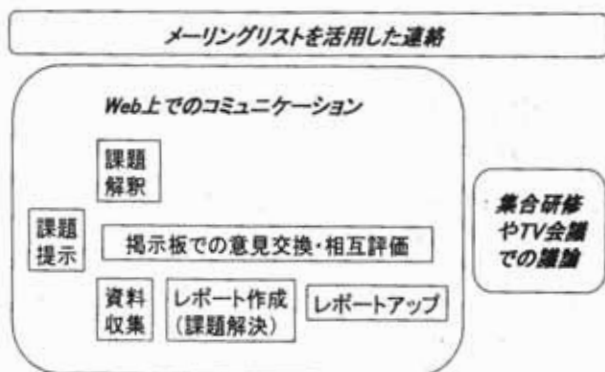 メーリングリストを活用した連絡
Web上でのコミュニケーション
課題
解釈
課題
提示
掲示板での意見交換・相互評価
資料
収集
レポート作成
(課題解決)
レポートアップ
集合研修
やTV会議
での議論